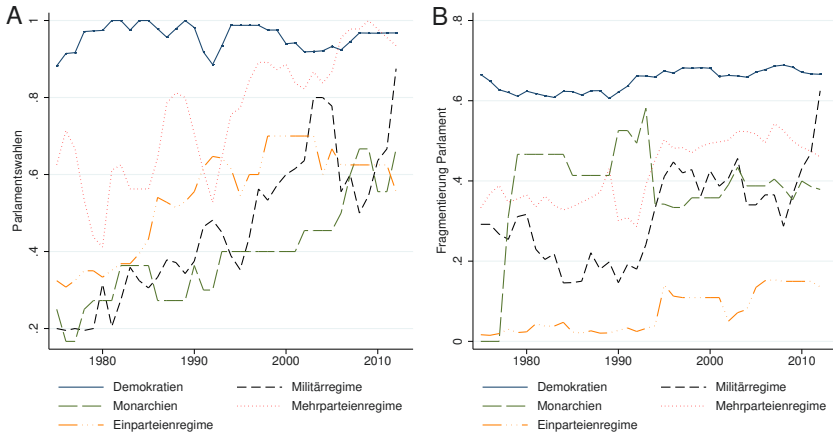 A
Parlamentswahlen
1
.8
.6
.4
.2
1980 1990 2000 2010
Demokratien Militärregime
Monarchien Mehrparteienregime
Einparteienregime
B
Fragmentierung Parlament
.8
.6
.4
.2
0
1980 1990 2000 2010
Demokratien Militärregime
Monarchien Mehrparteienregime
Einparteienregime